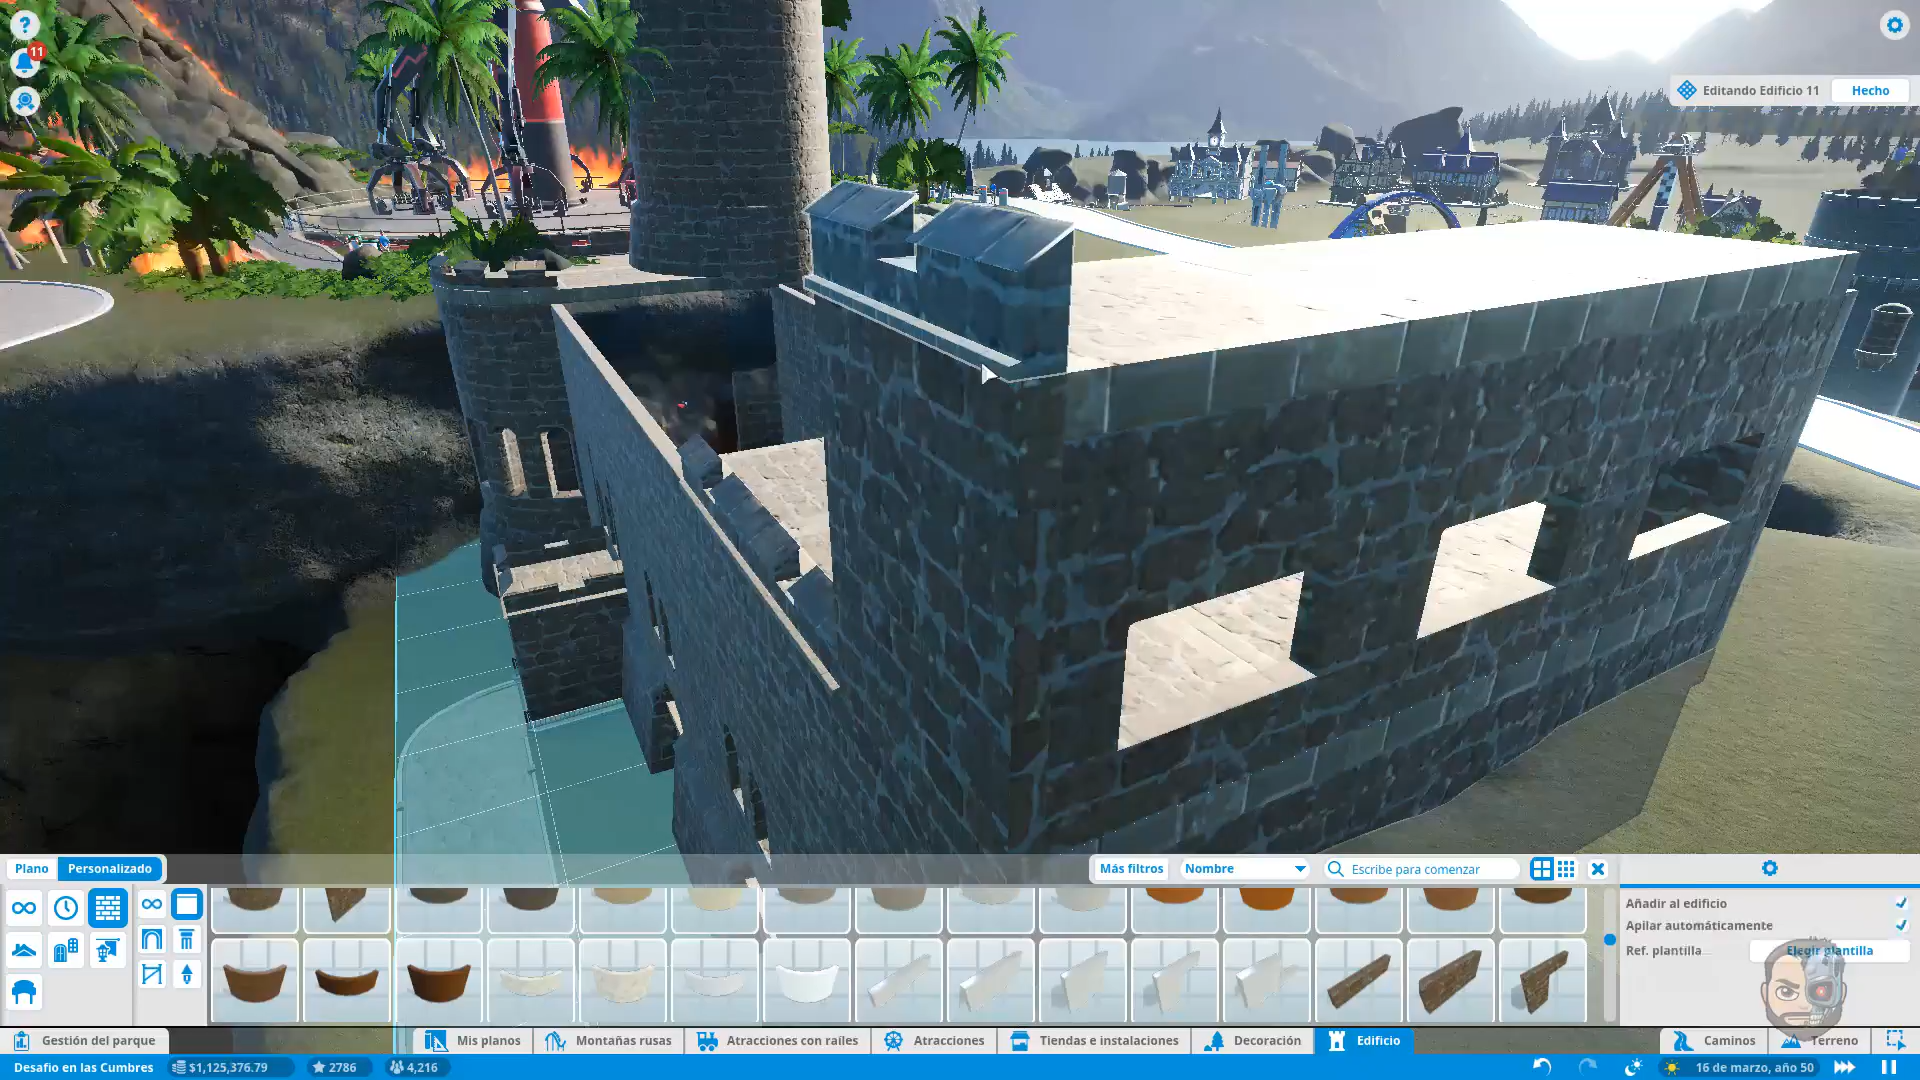 11
Editando Edificio 11
Hecho
Plano
Personalizado
Más filtros
Nombre
Escribe para comenzar
Añadir al edificio
Apilar automáticamente
Ref. plantilla
Elegir plantilla
Gestión del parque
Mis planos
Montañas rusas
Atracciones con raíles
Atracciones
Tiendas e instalaciones
Decoración
Edificio
Caminos
Terreno
Desafio en las Cumbres
$1,125,376.79
2786
4,216
16 de marzo, año 50